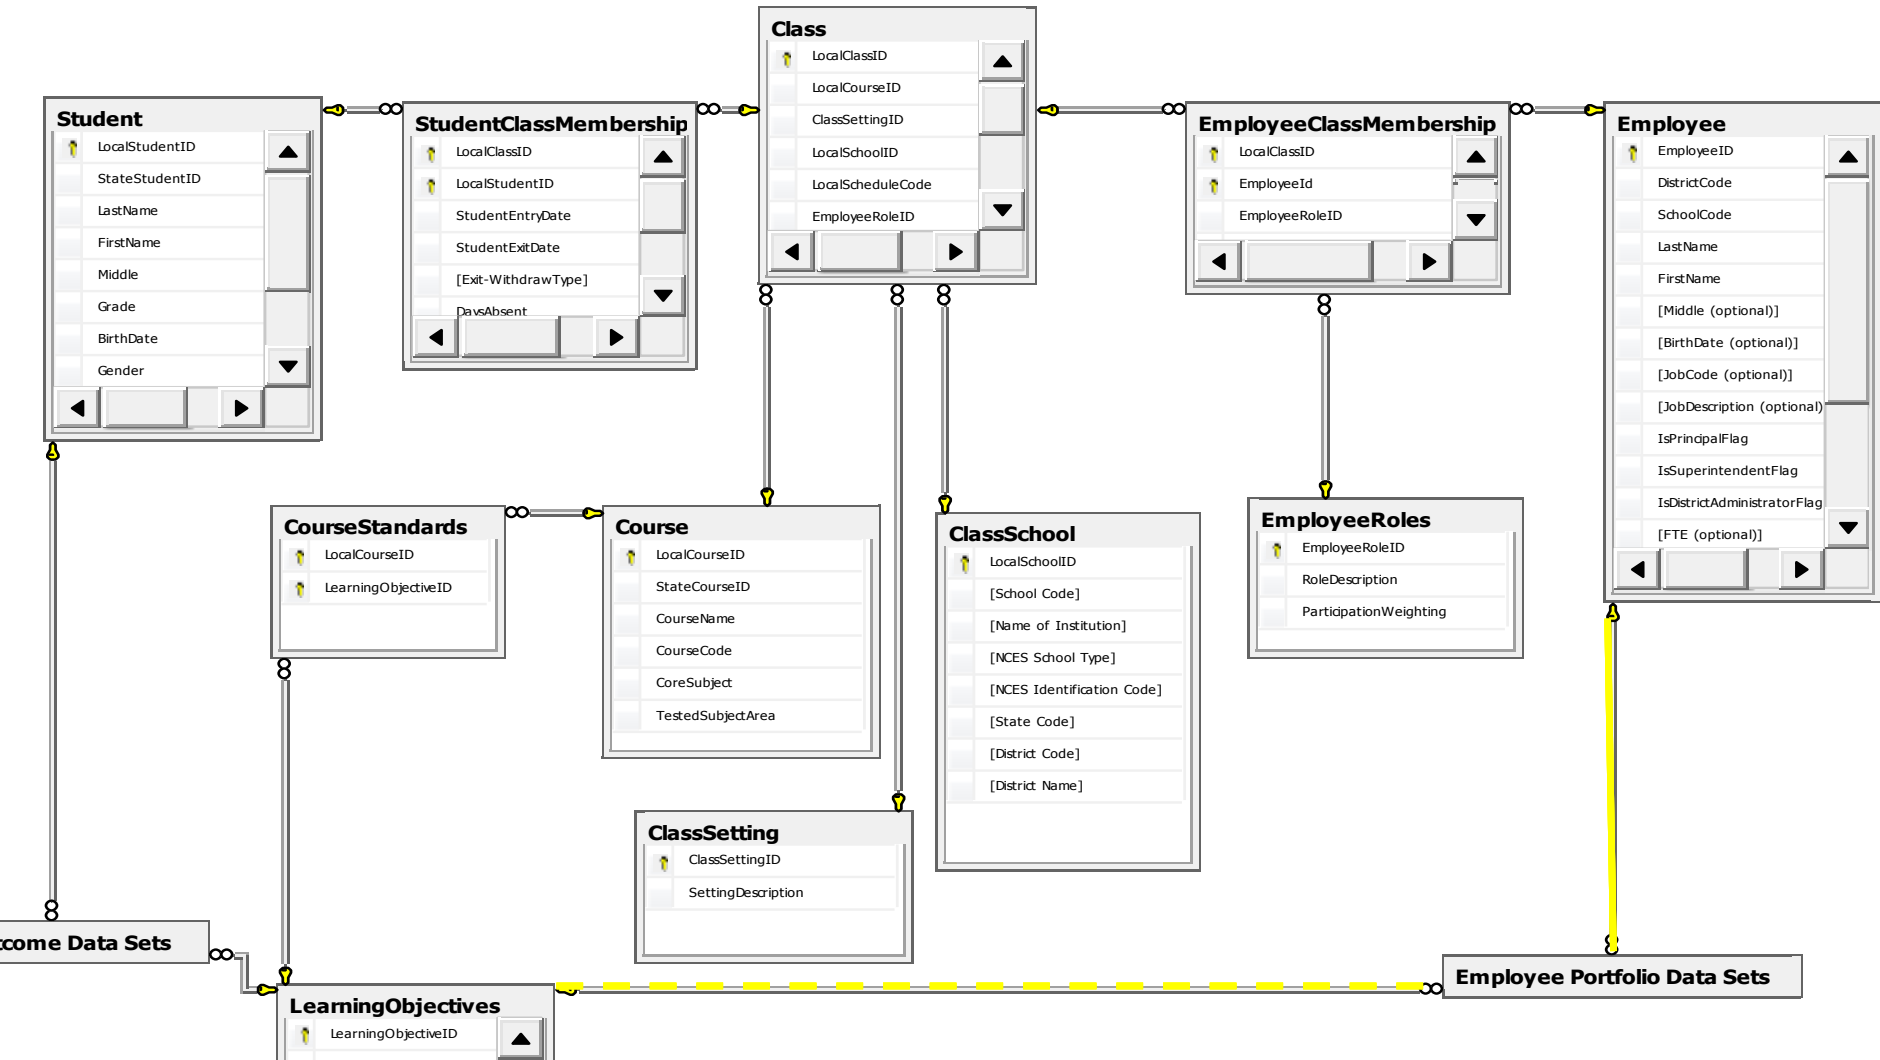 Class
LocalClassID
LocalCourseID
ClassSettingID
LocalSchoolID
LocalScheduleCode
EmployeeRoleID
Student
LocalStudentID
StateStudentID
LastName
FirstName
Middle
Grade
BirthDate
Gender
StudentClassMembership
LocalClassID
LocalStudentID
StudentEntryDate
StudentExitDate
[Exit-WithdrawType]
DaysAbsent
EmployeeClassMembership
LocalClassID
EmployeeId
EmployeeRoleID
Employee
EmployeeID
DistrictCode
SchoolCode
LastName
FirstName
[Middle (optional)]
[BirthDate (optional)]
[JobCode (optional)]
[JobDescription (optional)
IsPrincipalFlag
IsSuperintendentFlag
IsDistrictAdministratorFlag
[FTE (optional)]
CourseStandards
LocalCourseID
LearningObjectiveID
Course
LocalCourseID
StateCourseID
CourseName
CourseCode
CoreSubject
TestedSubjectArea
ClassSchool
LocalSchoolID
[School Code]
[Name of Institution]
[NCES School Type]
[NCES Identification Code]
[State Code]
[District Code]
[District Name]
EmployeeRoles
EmployeeRoleID
RoleDescription
ParticipationWeighting
ClassSetting
ClassSettingID
SettingDescription
tcome Data Sets
Employee Portfolio Data Sets
LearningObjectives
LearningObjectiveID